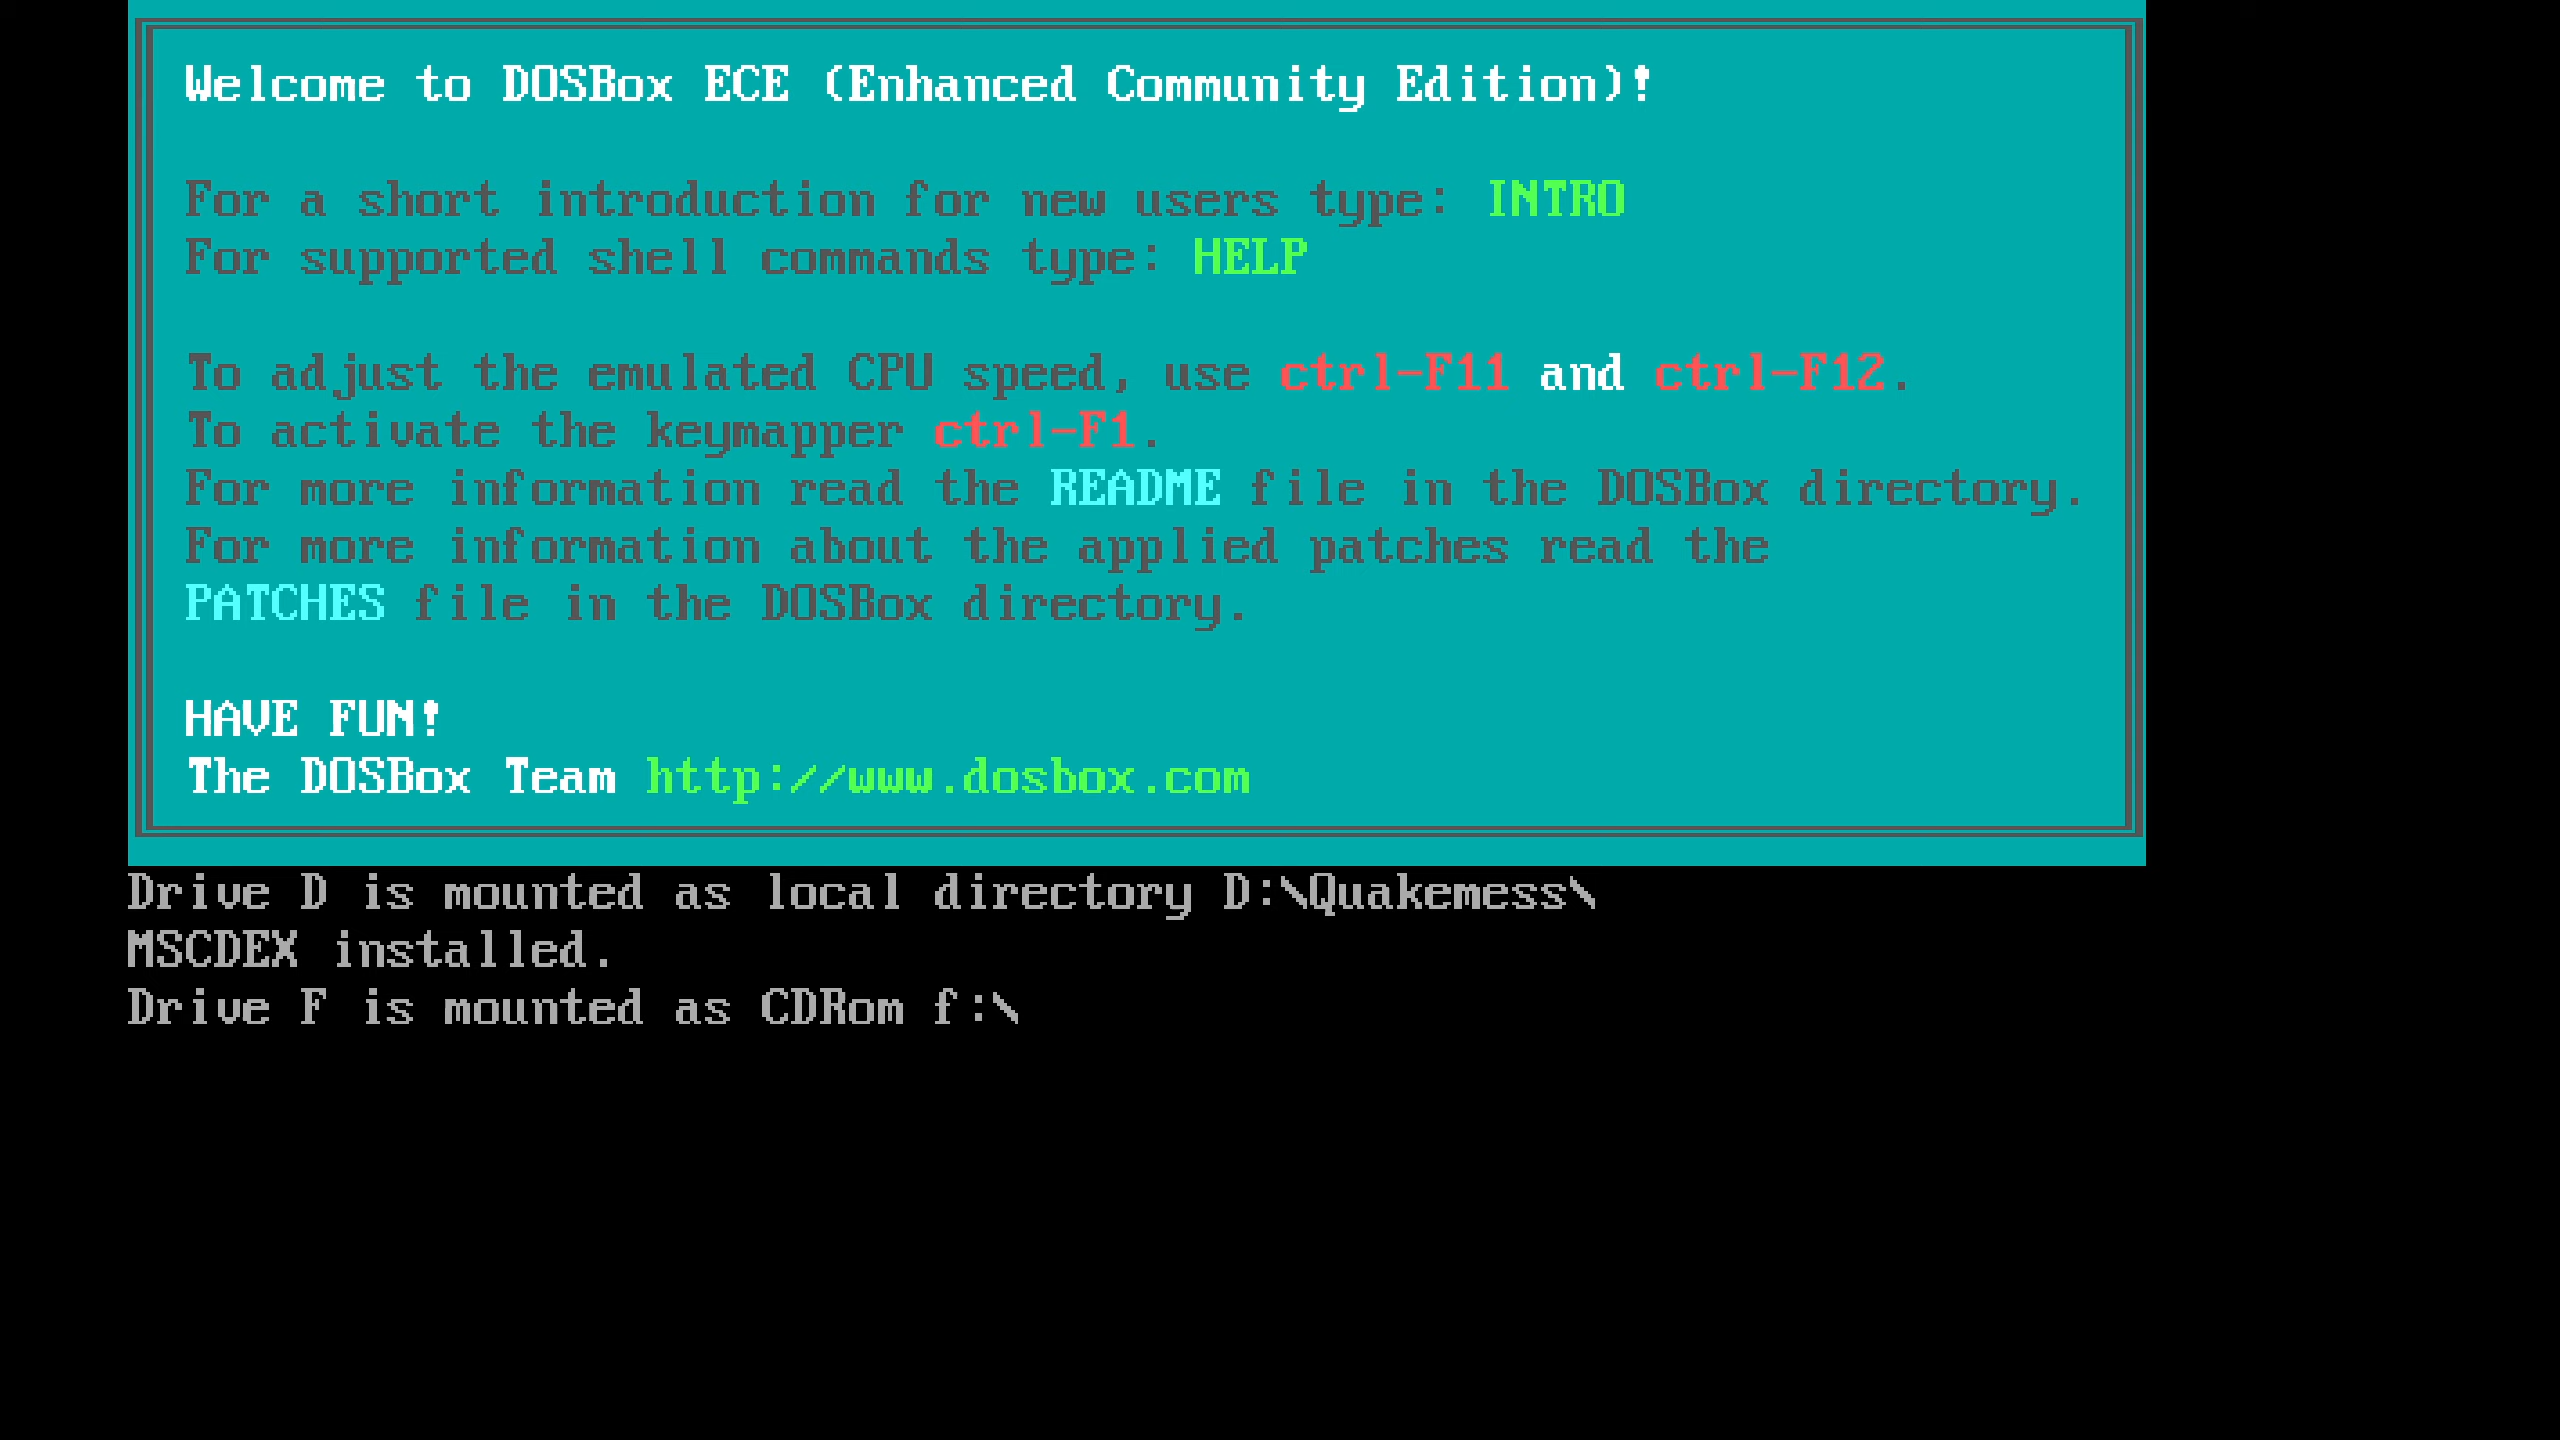 Welcome to DOSBox ECE (Enhanced Community Edition)!
For a short introduction for new users type: INTRO
For supported shell commands type: HELP
To adjust the emulated CPU speed, use ctrl-F11 and ctrl-F12.
To activate the keymapper ctrl-F1.
For more information read the README file in the DOSBox directory.
For more information about the applied patches read the
PATCHES file in the DOSBox directory.
HAVE FUN!
The DOSBox Team http://www.dosbox.com
Drive D is mounted as local directory D:\Quakemess\
MSCDEX installed.
Drive F is mounted as CDRom f:\